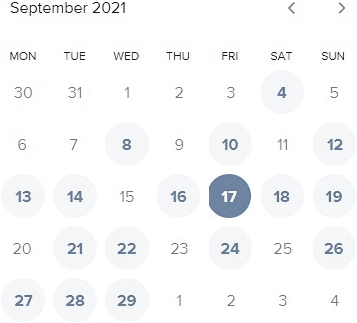 September 2021 < >
MON TUE WED THU FRI SAT SUN
30 31 1 2 3 4 5
6 7 8 9 10 11 12
13 14 15 16 17 18 19
20 21 22 23 24 25 26
27 28 29 1 2 3 4